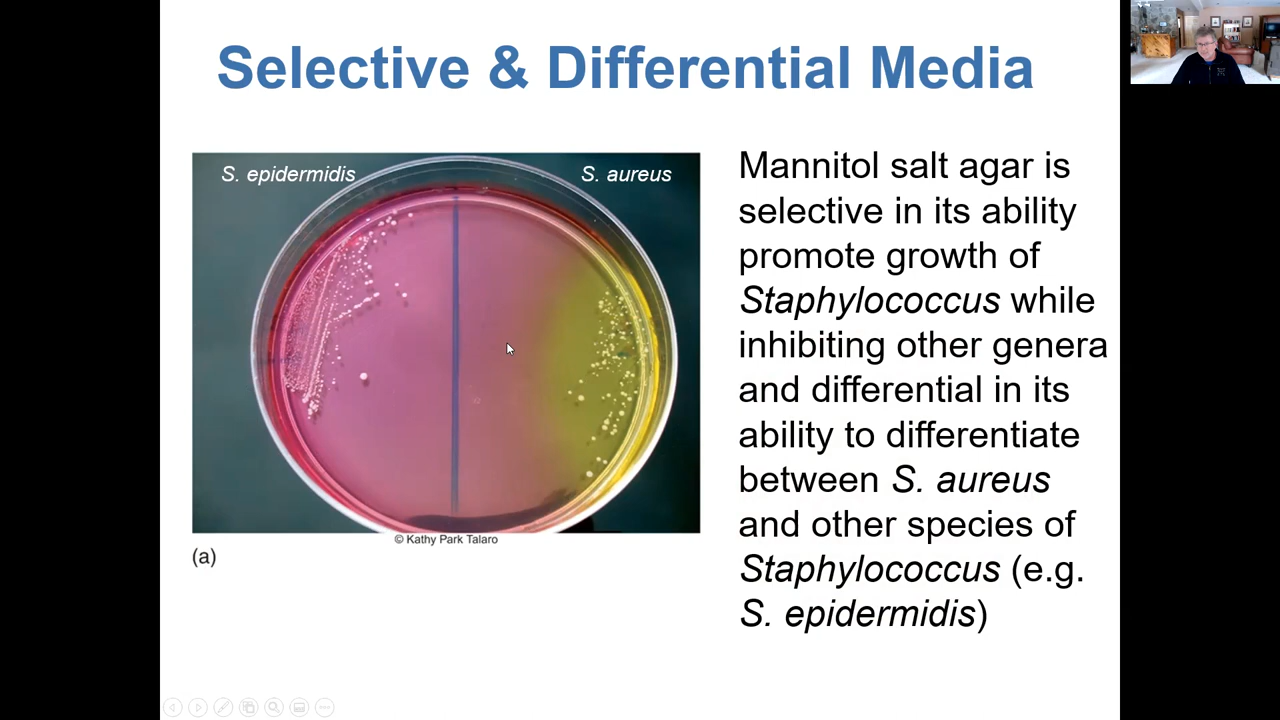 Selective & Differential Media
S. epidermidis
S. aureus
© Kathy Park Talaro
(a)
Mannitol salt agar is
selective in its ability
promote growth of
Staphylococcus while
inhibiting other genera
and differential in its
ability to differentiate
between S. aureus
and other species of
Staphylococcus (e.g.
S. epidermidis)